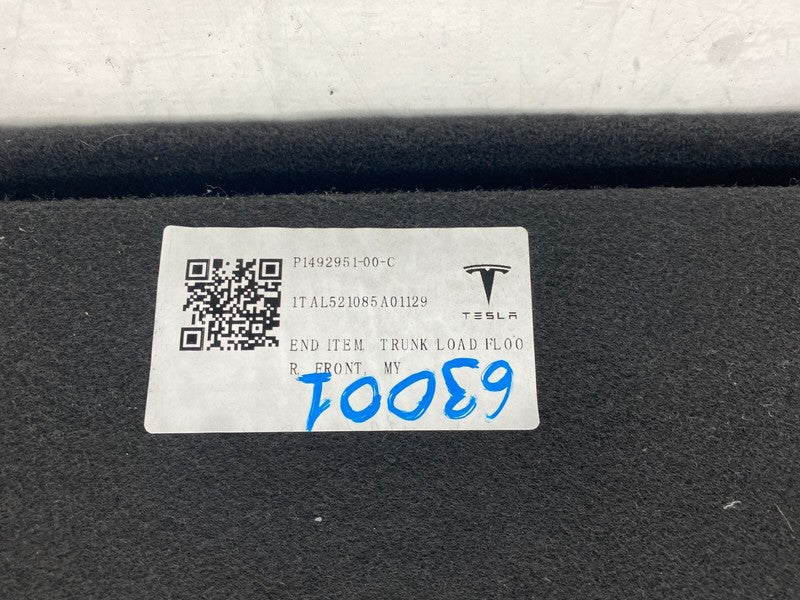 P1492951-00-C
1TAL521085A01129
TESLA
END ITEM, TRUNK LOAD FLOO
R, FRONT, MY
63001